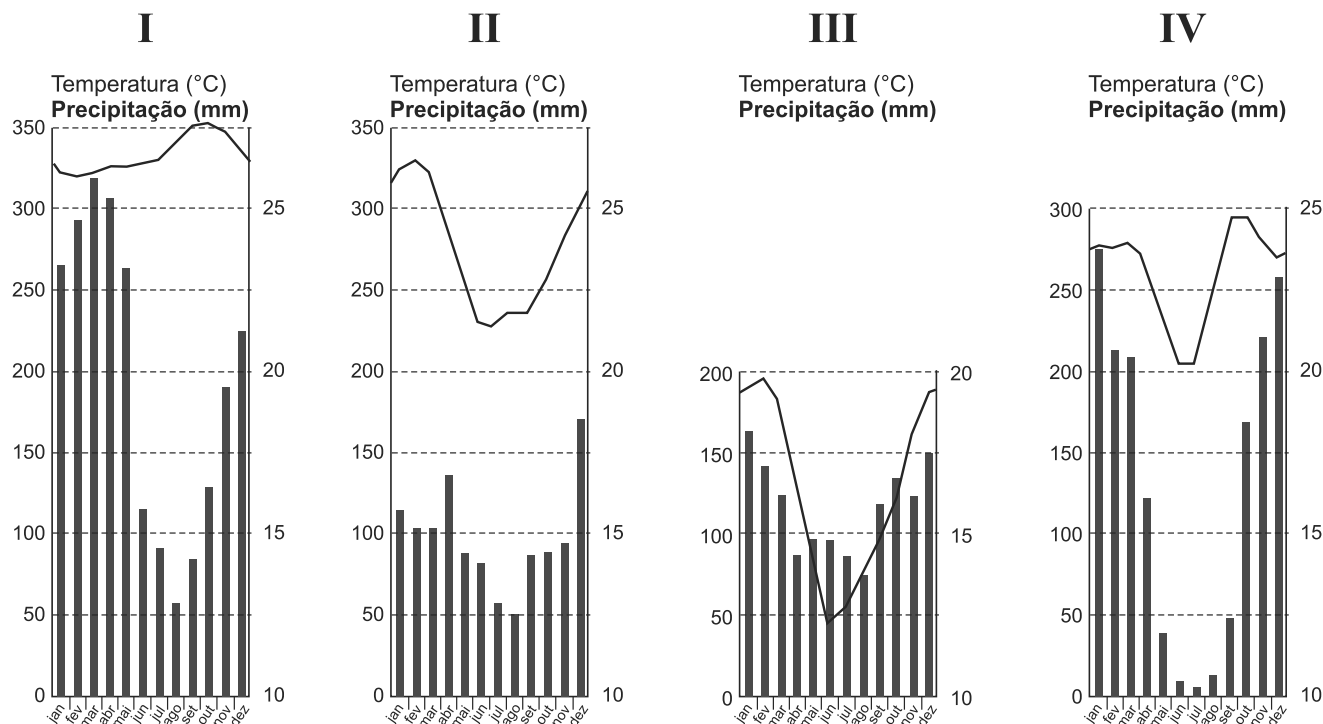 I
Temperatura (°C)
Precipitação (mm)
350
300
250
200
150
100
50
0
25
20
15
10
jan
fev
mar
abr
mai
jun
jul
ago
set
out
nov
dez
II
Temperatura (°C)
Precipitação (mm)
350
300
250
200
150
100
50
0
25
20
15
10
jan
fev
mar
abr
mai
jun
jul
ago
set
out
nov
dez
III
Temperatura (°C)
Precipitação (mm)
200
150
100
50
0
20
15
10
jan
fev
mar
abr
mai
jun
jul
ago
set
out
nov
dez
IV
Temperatura (°C)
Precipitação (mm)
300
250
200
150
100
50
0
25
20
15
10
jan
fev
mar
abr
mai
jun
jul
ago
set
out
nov
dez